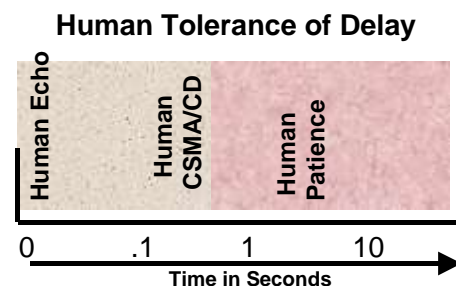 Human Tolerance of Delay
Human Echo
Human
CSMA/CD
Human
Patience
0 .1 1 10
Time in Seconds